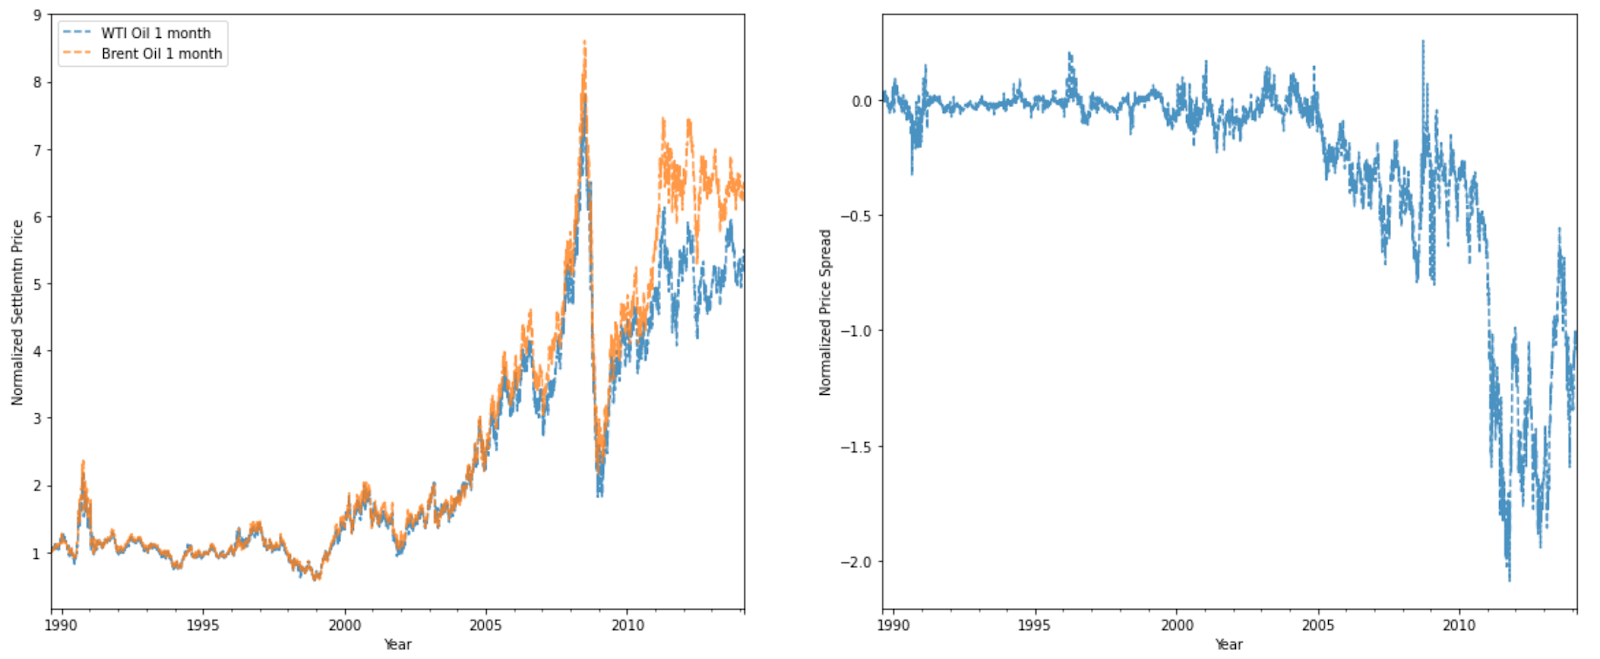 WTI Oil 1 month
Brent Oil 1 month
Normalized Settlemtn Price
9
8
7
6
5
4
3
2
1
1990 1995 2000 2005 2010
Year
Normalized Price Spread
0.0
−0.5
−1.0
−1.5
−2.0
1990 1995 2000 2005 2010
Year